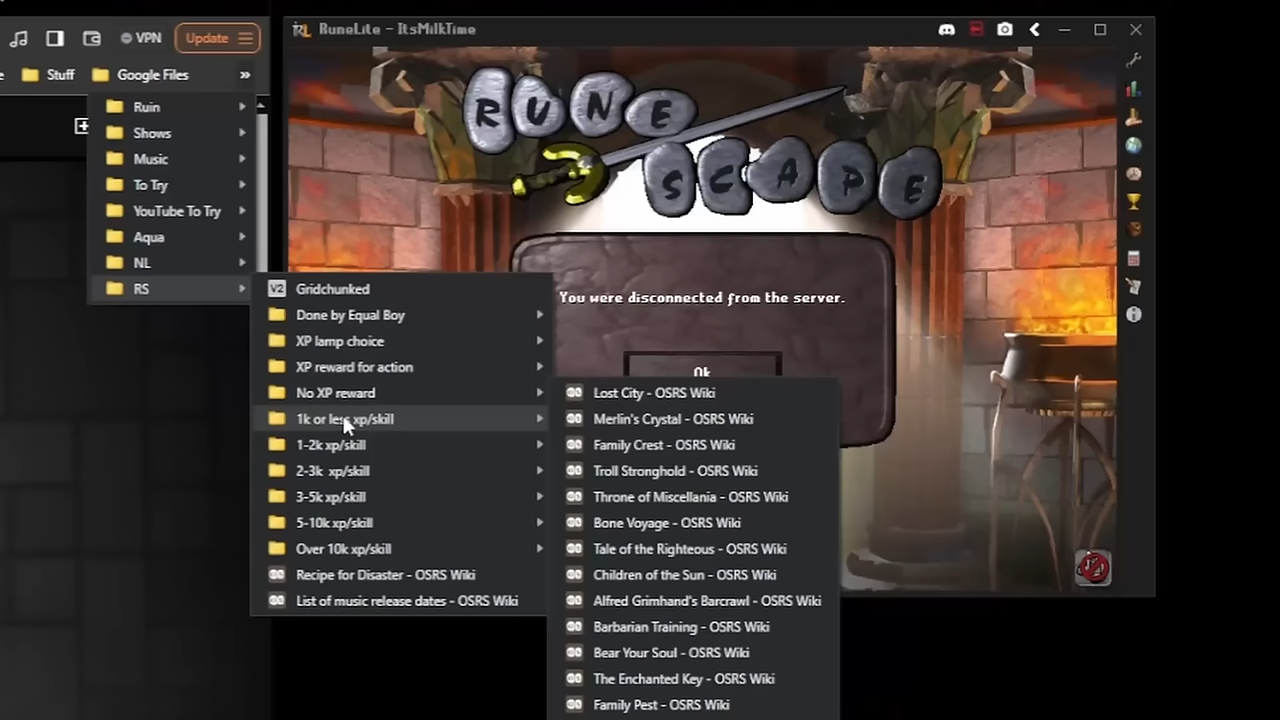 RuneLite - ItsMilkTime
VPN
Update
Stuff
Google Files
»
Ruin
Shows
Music
To Try
YouTube To Try
Aqua
NL
RS
RUNE
SCAPE
You were disconnected from the server.
Ok
V2 Gridchunked
Done by Equal Boy
XP lamp choice
XP reward for action
No XP reward
1k or less xp/skill
1-2k xp/skill
2-3k xp/skill
3-5k xp/skill
5-10k xp/skill
Over 10k xp/skill
Recipe for Disaster - OSRS Wiki
List of music release dates - OSRS Wiki
Lost City - OSRS Wiki
Merlin's Crystal - OSRS Wiki
Family Crest - OSRS Wiki
Troll Stronghold - OSRS Wiki
Throne of Miscellania - OSRS Wiki
Bone Voyage - OSRS Wiki
Tale of the Righteous - OSRS Wiki
Children of the Sun - OSRS Wiki
Alfred Grimhand's Barcrawl - OSRS Wiki
Barbarian Training - OSRS Wiki
Bear Your Soul - OSRS Wiki
The Enchanted Key - OSRS Wiki
Family Pest - OSRS Wiki